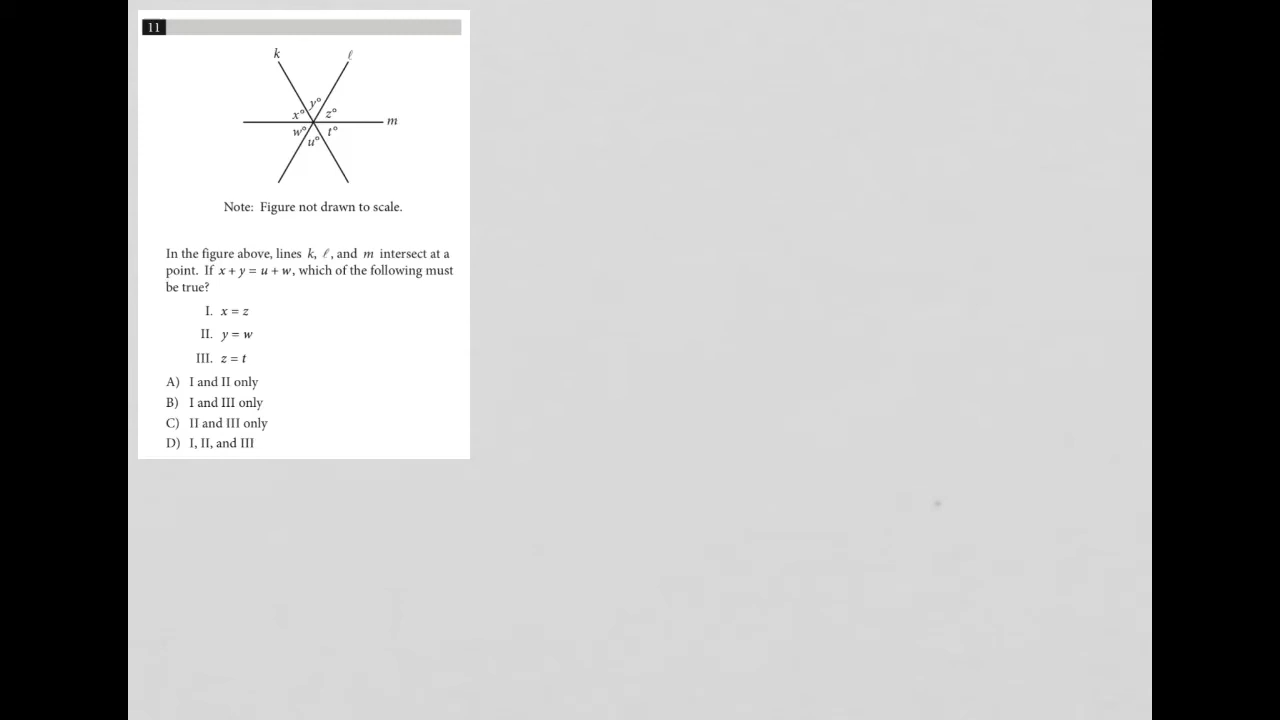 11
k ℓ
y°
x° z°
m
w° t°
u°
Note: Figure not drawn to scale.
In the figure above, lines k, ℓ, and m intersect at a
point. If x + y = u + w, which of the following must
be true?
I. x = z
II. y = w
III. z = t
A) I and II only
B) I and III only
C) II and III only
D) I, II, and III